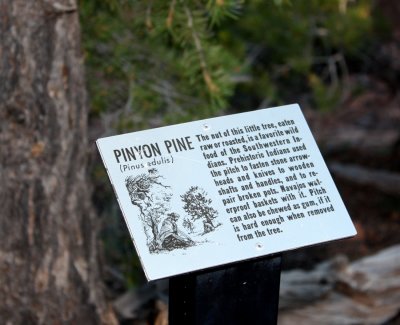 PINYON PINE
(Pinus edulis)
The nut of this little tree, eaten
raw or roasted, is a favorite wild
food of the Southwestern In-
dians. Prehistoric Indians used
the pitch to fasten stone arrow-
heads and knives to wooden
shafts and handles, and to re-
pair broken pots. Navajos wat-
erproof baskets with it. Pitch
can also be chewed as gum, if it
is hard enough when removed
from the tree.